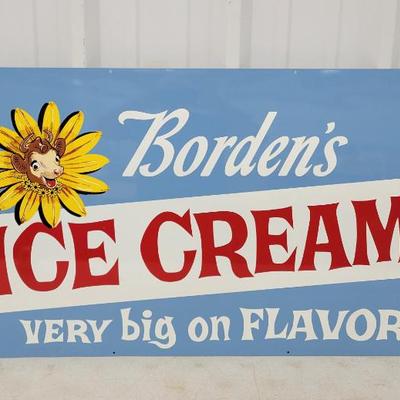 Borden's
ICE CREAM
VERY big on FLAVOR